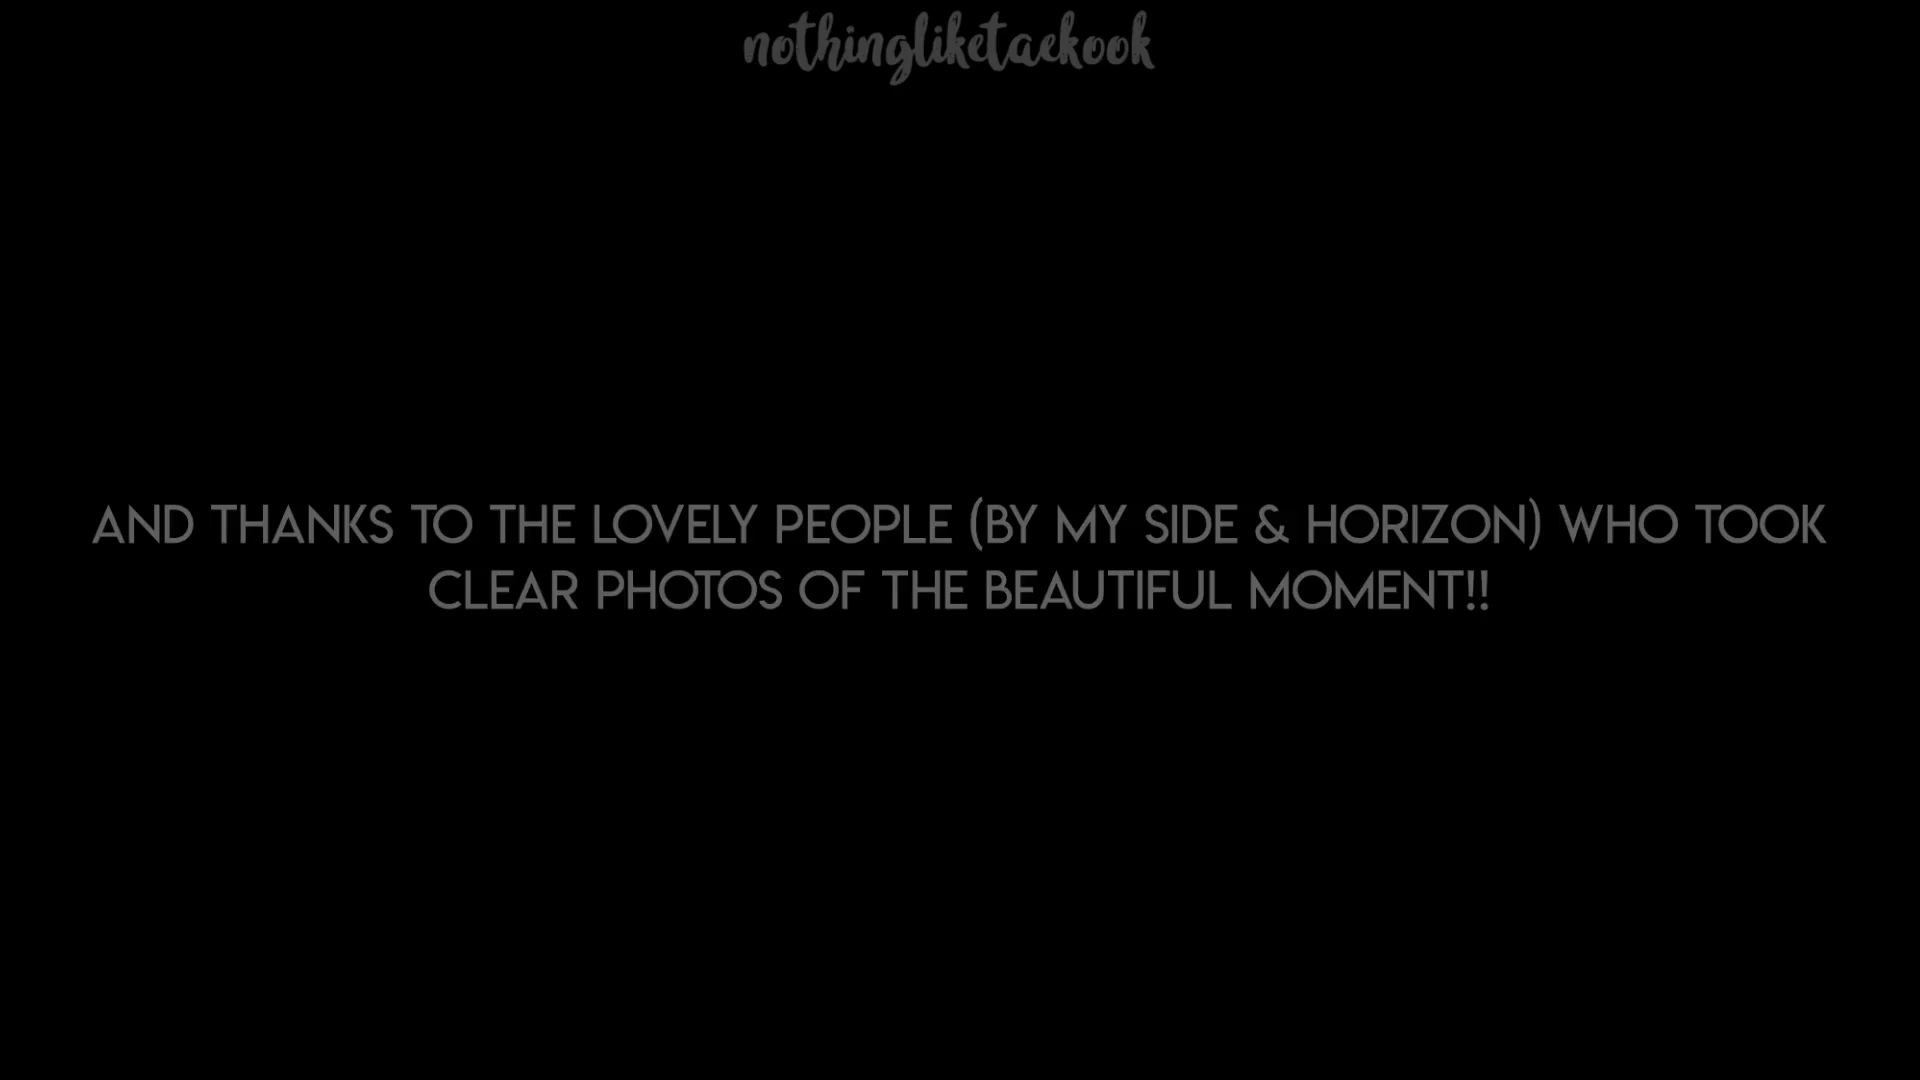 nothingliketaekook
AND THANKS TO THE LOVELY PEOPLE (BY MY SIDE & HORIZON) WHO TOOK
CLEAR PHOTOS OF THE BEAUTIFUL MOMENT!!